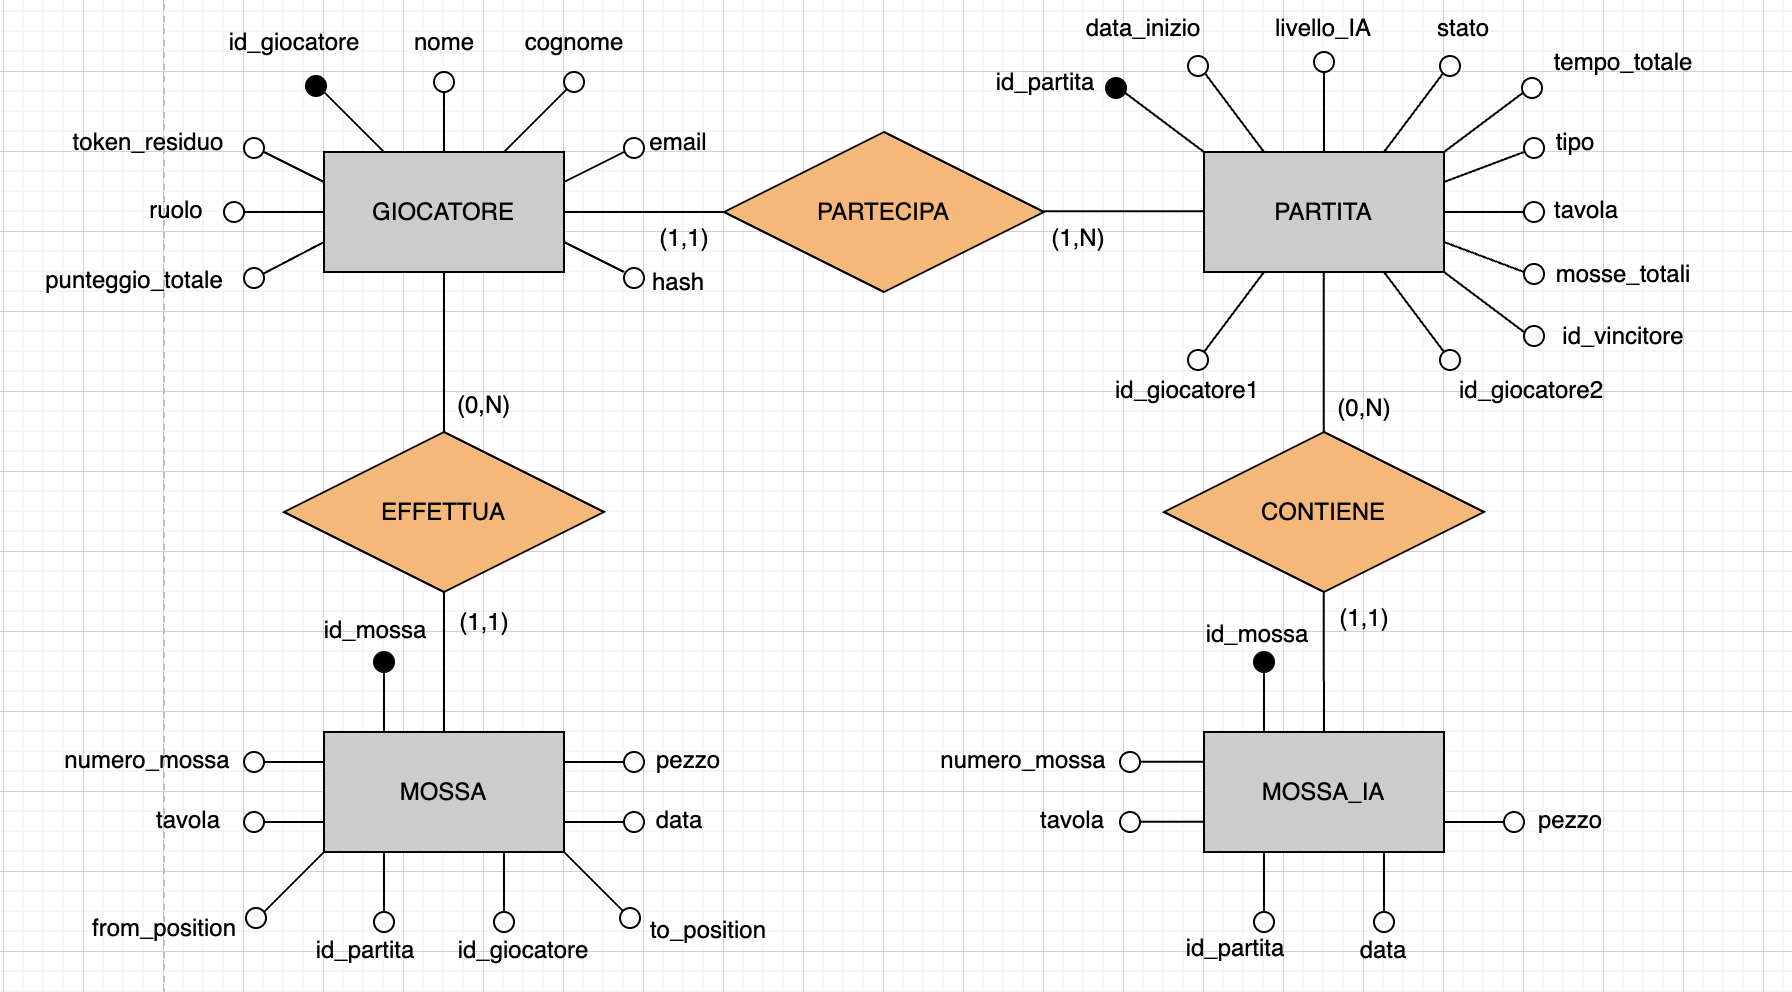 id_giocatore
nome
cognome
token_residuo
email
ruolo
GIOCATORE
punteggio_totale
hash
(1,1)
PARTECIPA
(1,N)
data_inizio
livello_IA
stato
id_partita
tempo_totale
tipo
PARTITA
tavola
mosse_totali
id_vincitore
id_giocatore1
id_giocatore2
(0,N)
EFFETTUA
(1,1)
(0,N)
CONTIENE
(1,1)
id_mossa
numero_mossa
pezzo
MOSSA
tavola
data
from_position
id_partita
id_giocatore
to_position
id_mossa
numero_mossa
MOSSA_IA
tavola
pezzo
id_partita
data